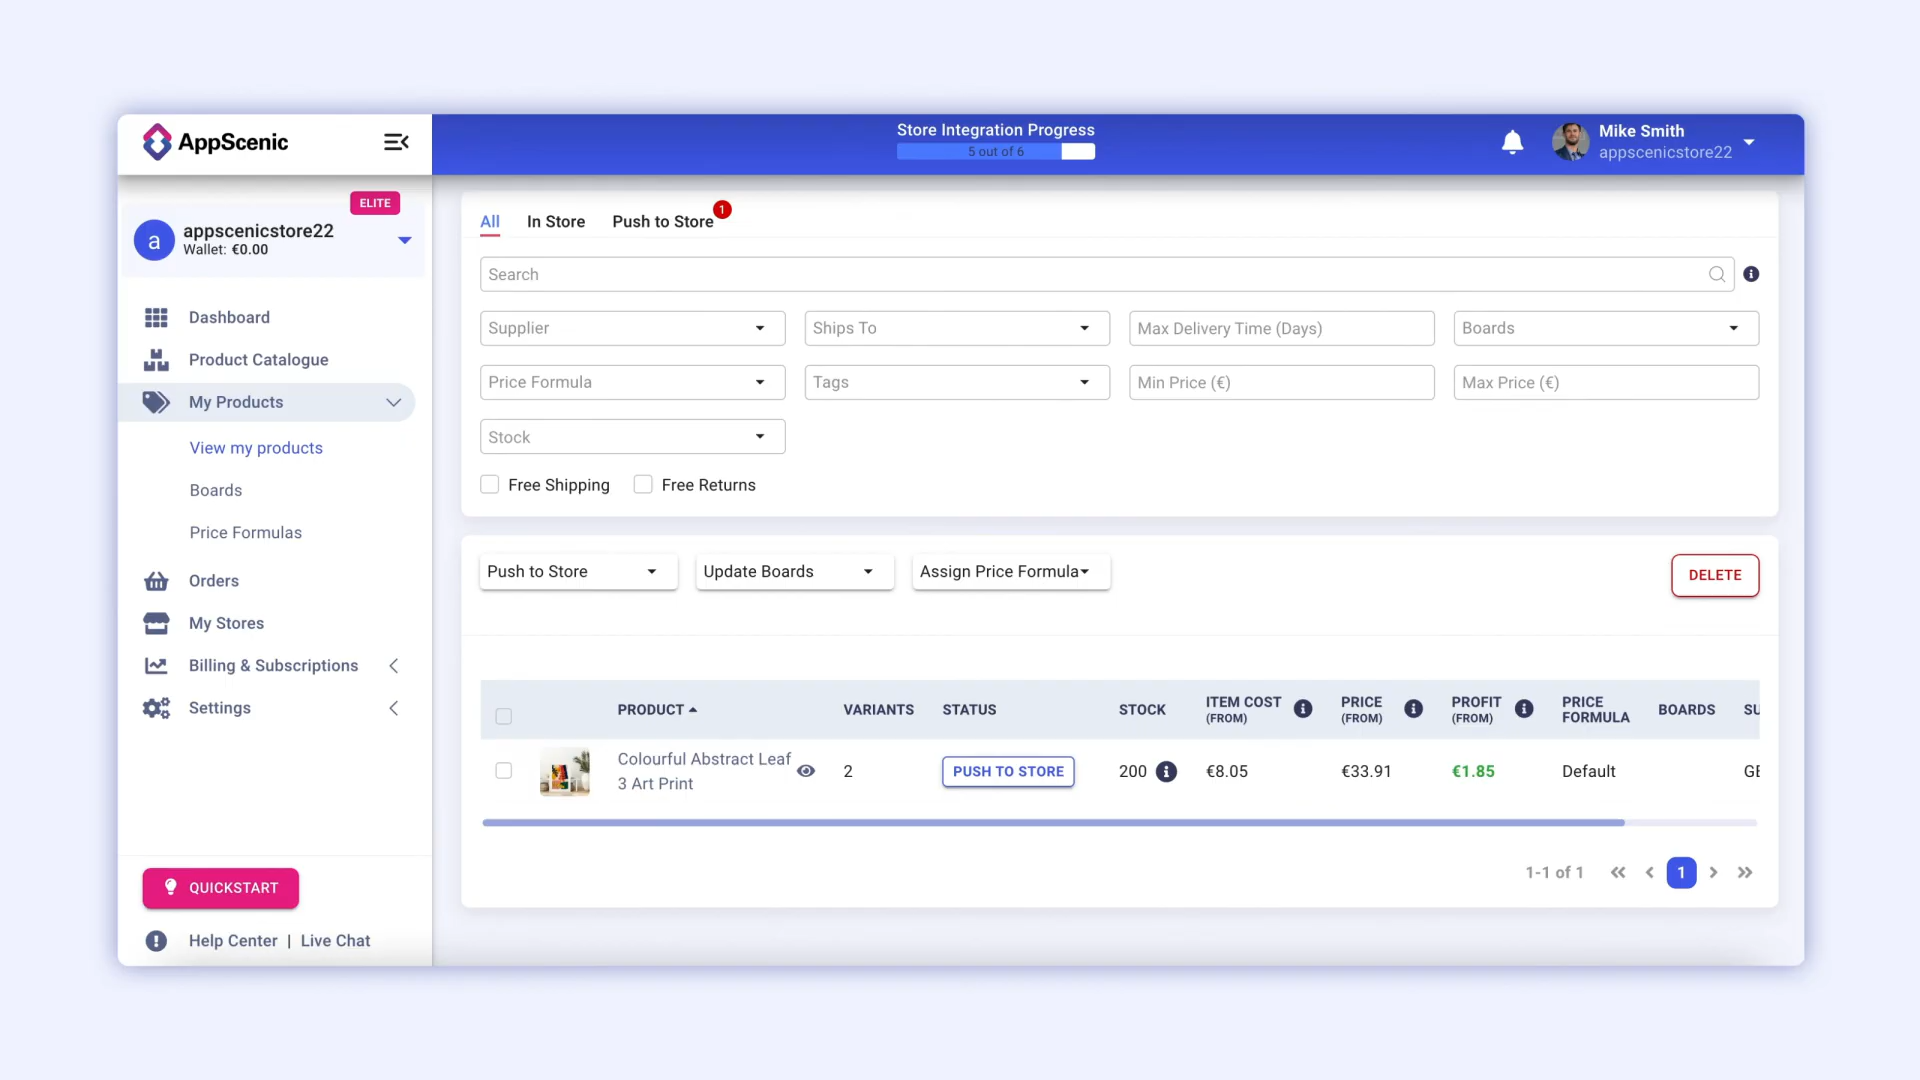 AppScenic
Store Integration Progress
5 out of 6
Mike Smith
appscenicstore22
ELITE
a
appscenicstore22
Wallet: €0.00
Dashboard
Product Catalogue
My Products
View my products
Boards
Price Formulas
Orders
My Stores
Billing & Subscriptions
Settings
QUICKSTART
Help Center | Live Chat
All In Store Push to Store 1
Search
Supplier Ships To Max Delivery Time (Days) Boards
Price Formula Tags Min Price (€) Max Price (€)
Stock
Free Shipping Free Returns
Push to Store Update Boards Assign Price Formula DELETE
PRODUCT VARIANTS STATUS STOCK ITEM COST (FROM) PRICE (FROM) PROFIT (FROM) PRICE FORMULA BOARDS SU
Colourful Abstract Leaf
3 Art Print
2 PUSH TO STORE 200 €8.05 €33.91 €1.85 Default GE
1-1 of 1 1